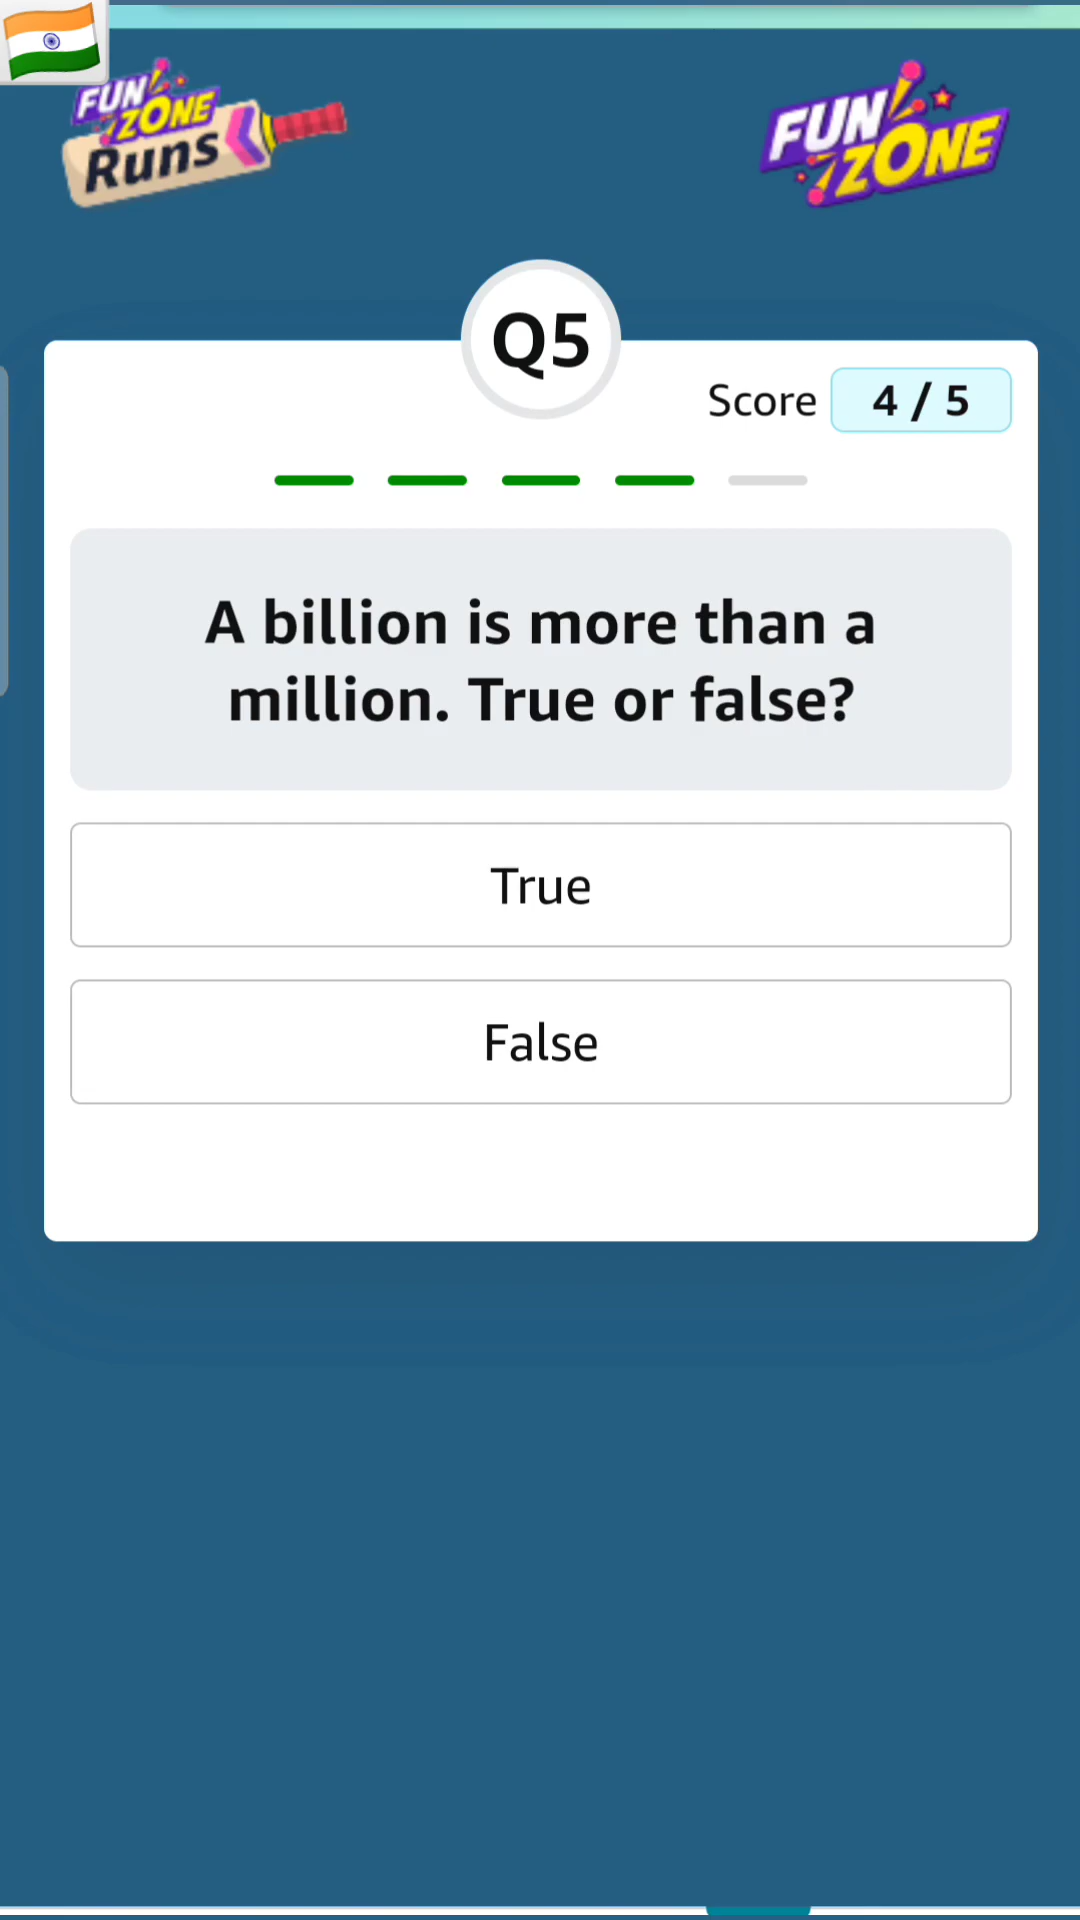 FUN
ZONE
Runs
FUN
ZONE
Q5
Score 4 / 5
A billion is more than a
million. True or false?
True
False